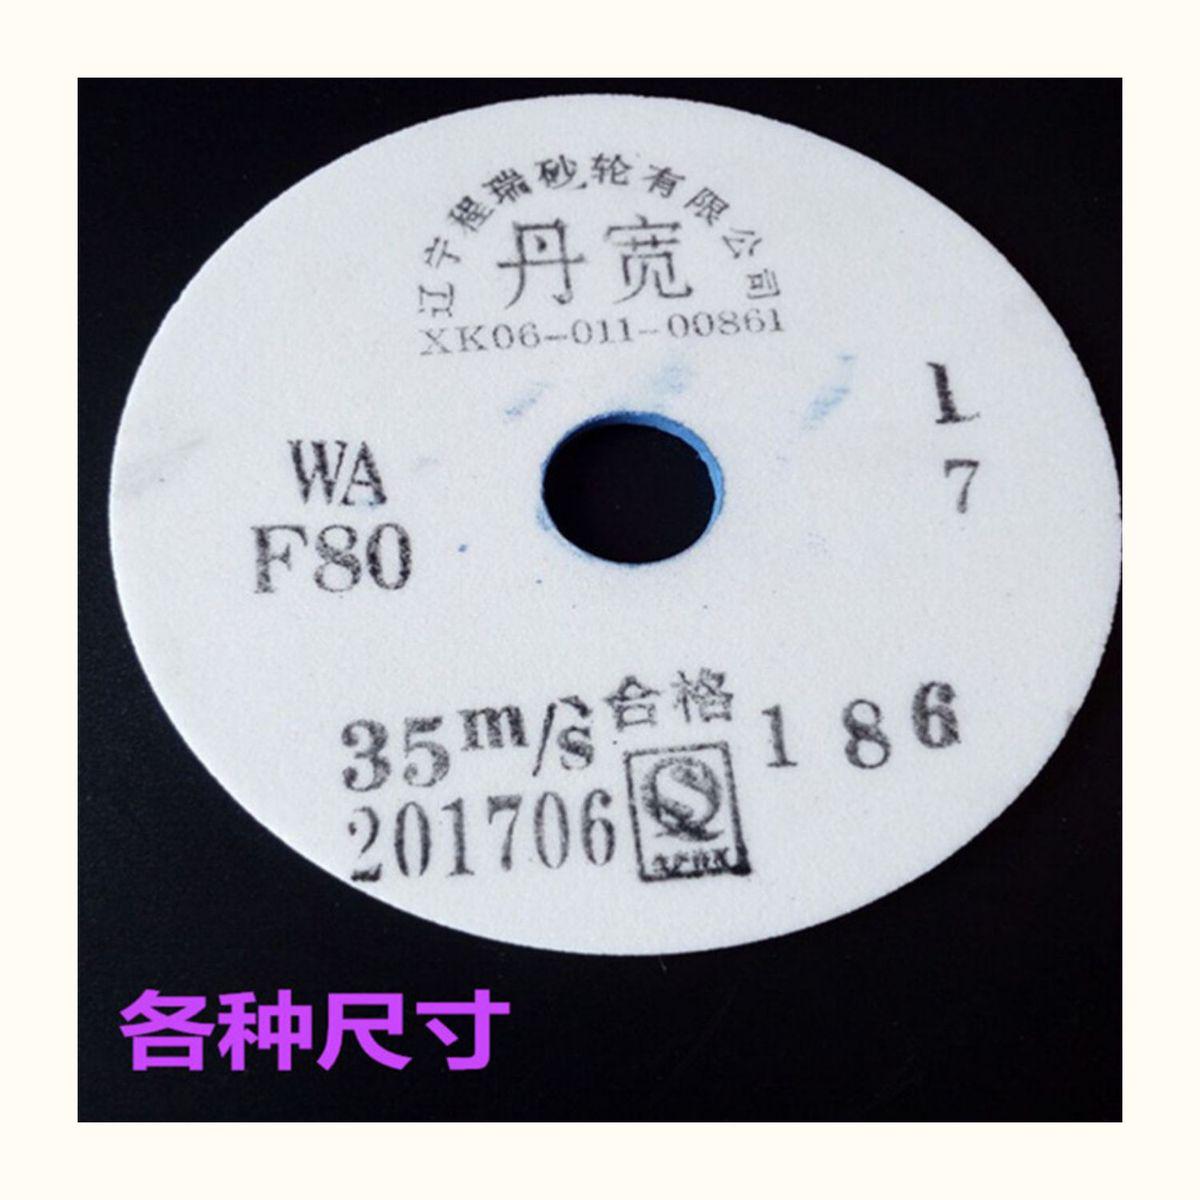 辽宁程瑞砂轮有限公司
丹宽
XK06-011-00861
1
7
WA
F80
35m/s 合格 186
201706
各种尺寸